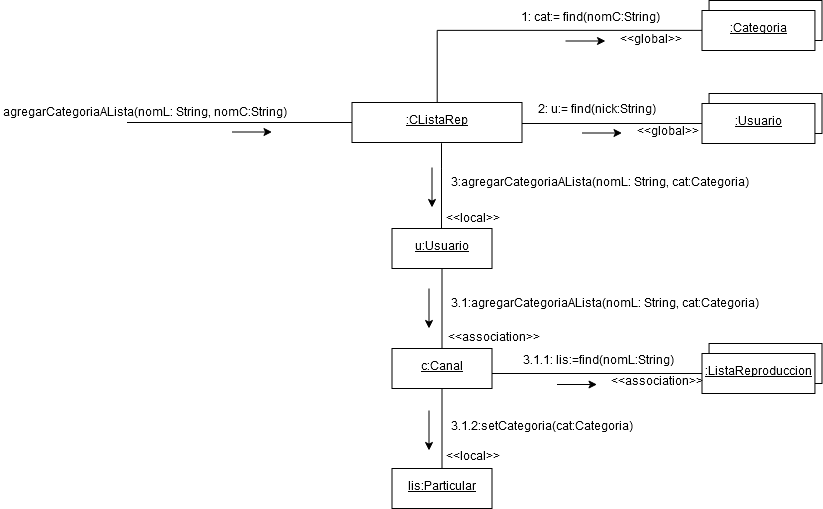 1: cat:= find(nomC:String)
:Categoria
<<global>>
agregarCategoriaALista(nomL: String, nomC:String)
:CListaRep
2: u:= find(nick:String)
:Usuario
<<global>>
3:agregarCategoriaALista(nomL: String, cat:Categoria)
<<local>>
u:Usuario
3.1:agregarCategoriaALista(nomL: String, cat:Categoria)
<<association>>
c:Canal
3.1.1: lis:=find(nomL:String)
:ListaReproduccion
<<association>>
3.1.2:setCategoria(cat:Categoria)
<<local>>
lis:Particular